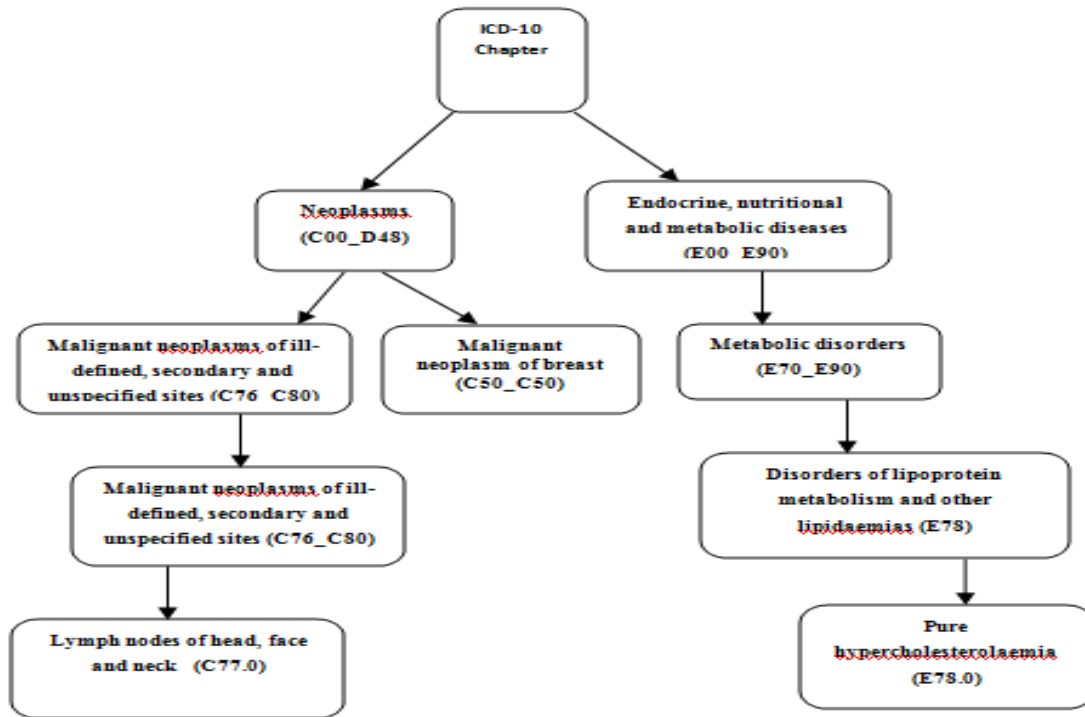 ICD-10
Chapter
Neoplasms
(C00_D48)
Endocrine, nutritional
and metabolic diseases
(E00_E90)
Malignant neoplasms of ill-
defined, secondary and
unspecified sites (C76_C80)
Malignant
neoplasm of breast
(C50_C50)
Metabolic disorders
(E70_E90)
Malignant neoplasms of ill-
defined, secondary and
unspecified sites (C76_C80)
Disorders of lipoprotein
metabolism and other
lipidaemias (E78)
Lymph nodes of head, face
and neck (C77.0)
Pure
hypercholesterolaemia
(E78.0)